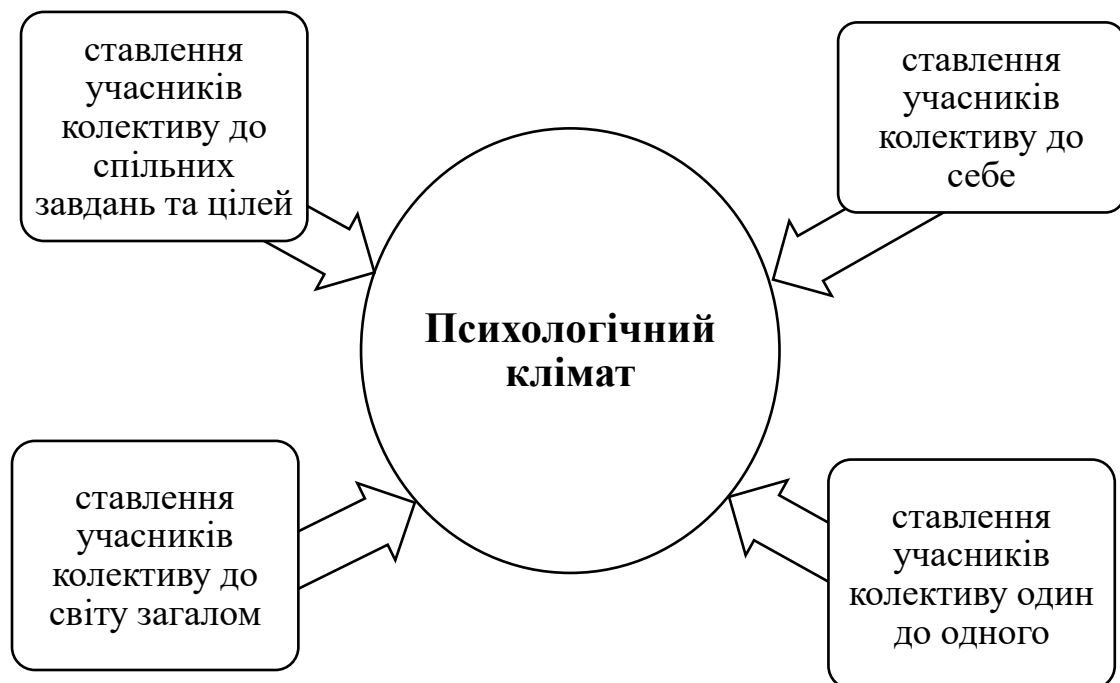 ставлення
учасників
колективу до
спільних
завдань та цілей
ставлення
учасників
колективу до
себе
Психологічний
клімат
ставлення
учасників
колективу до
світу загалом
ставлення
учасників
колективу один
до одного